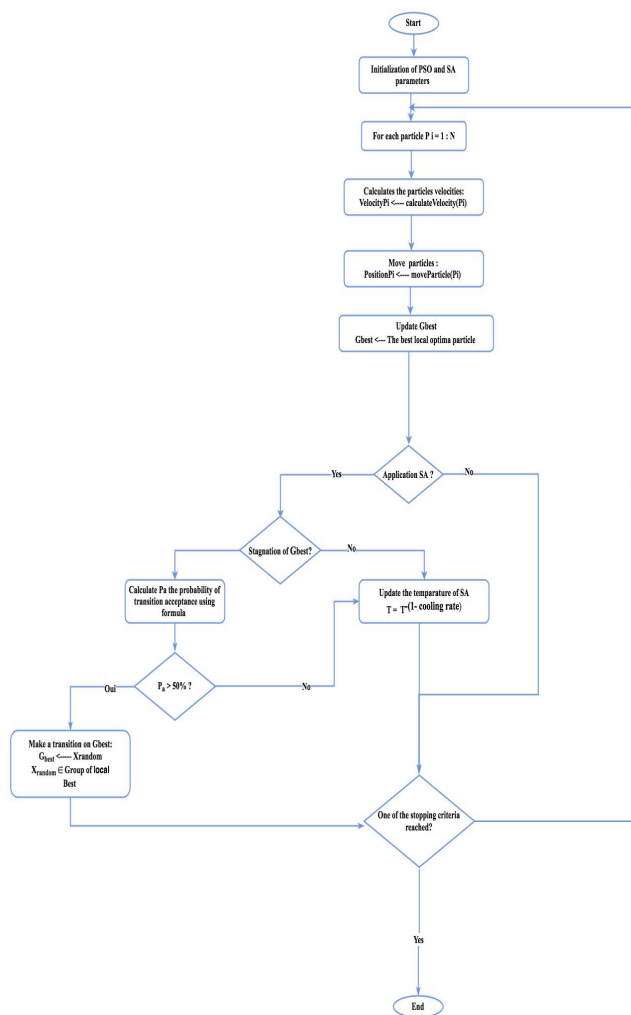 Start
Initialization of PSO and SA
parameters
For each particle P i = 1 : N
Calculates the particles velocities:
VelocityPi <---- calculateVelocity(Pi)
Move particles :
PositionPi <---- moveParticle(Pi)
Update Gbest
Gbest <--- The best local optima particle
Application SA ?
Yes
No
Stagnation of Gbest?
No
Calculate Pa the probability of
transition acceptance using
formula
Update the temparature of SA
T = T*(1- cooling rate)
Pa > 50% ?
Oui
No
Make a transition on Gbest:
Gbest <----- Xrandom
Xrandom ∈ Group of local
Best
One of the stopping criteria
reached?
Yes
End